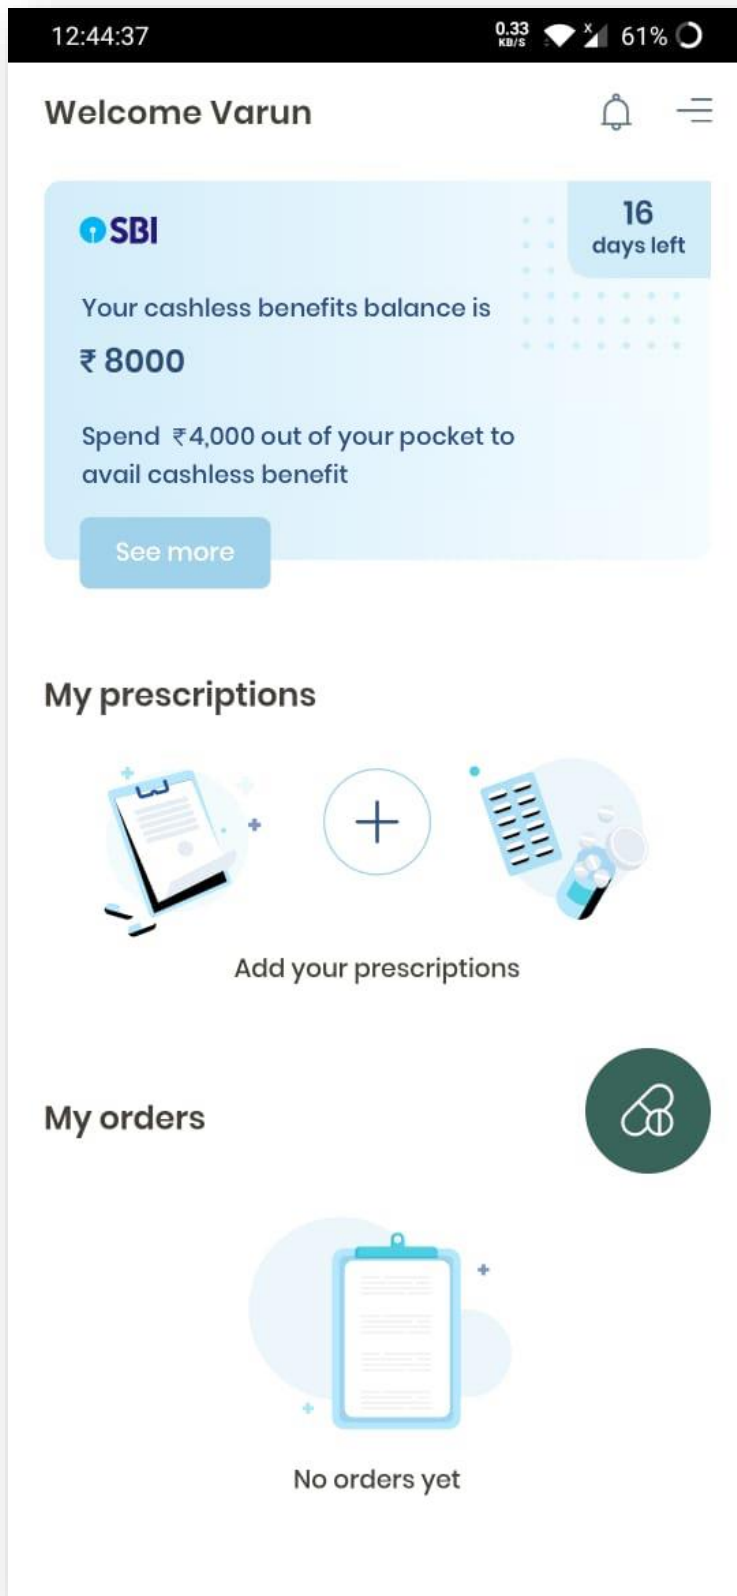 12:44:37
0.33
KB/S
x
61%
Welcome Varun
SBI
16
days left
Your cashless benefits balance is
₹ 8000
Spend ₹4,000 out of your pocket to
avail cashless benefit
See more
My prescriptions
Add your prescriptions
My orders
No orders yet